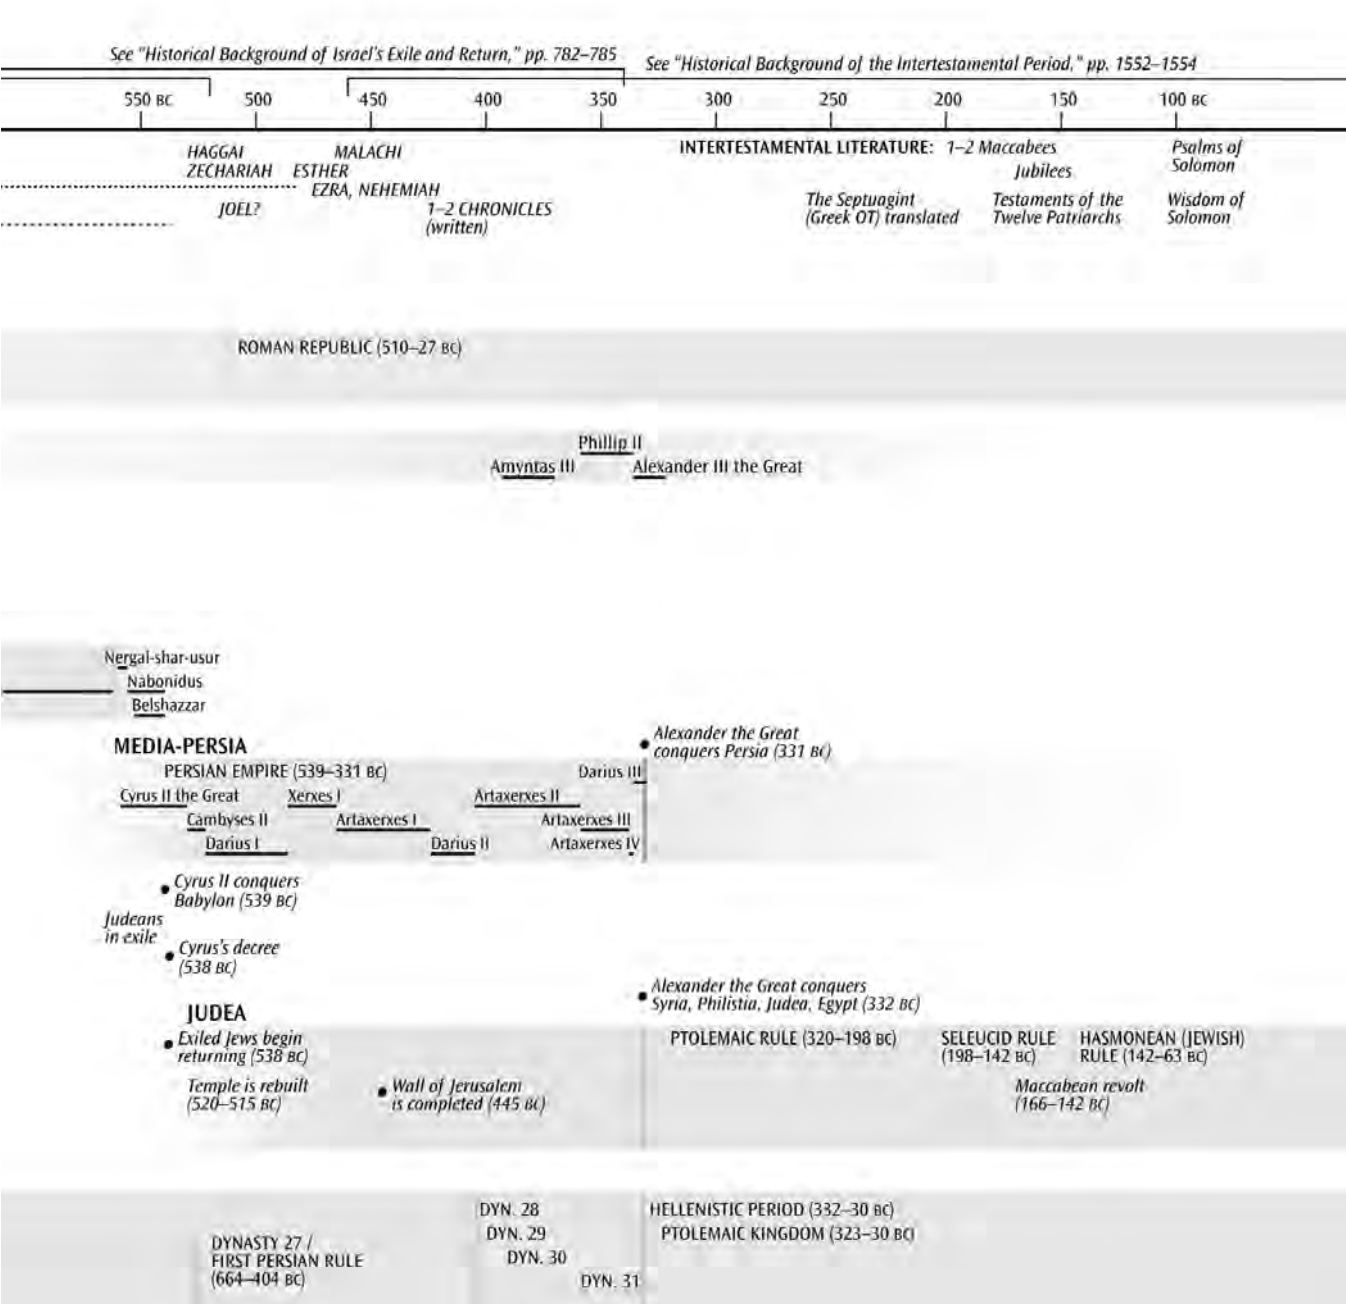 See "Historical Background of Israel's Exile and Return," pp. 782–785
See "Historical Background of the Intertestamental Period," pp. 1552–1554
550 BC 500 450 400 350 300 250 200 150 100 BC
HAGGAI
ZECHARIAH
MALACHI
ESTHER
EZRA, NEHEMIAH
JOEL?
1–2 CHRONICLES
(written)
INTERTESTAMENTAL LITERATURE: 1–2 Maccabees
Jubilees
Psalms of
Solomon
The Septuagint
(Greek OT) translated
Testaments of the
Twelve Patriarchs
Wisdom of
Solomon
ROMAN REPUBLIC (510–27 BC)
Phillip II
Amyntas III
Alexander III the Great
Nergal-shar-usur
Nabonidus
Belshazzar
MEDIA-PERSIA
Alexander the Great
conquers Persia (331 BC)
PERSIAN EMPIRE (539–331 BC)
Darius III
Cyrus II the Great
Xerxes I
Artaxerxes II
Cambyses II
Artaxerxes I
Artaxerxes III
Darius I
Darius II
Artaxerxes IV
Cyrus II conquers
Babylon (539 BC)
Judeans
in exile
Cyrus's decree
(538 BC)
Alexander the Great conquers
Syria, Philistia, Judea, Egypt (332 BC)
JUDEA
Exiled Jews begin
returning (538 BC)
PTOLEMAIC RULE (320–198 BC)
SELEUCID RULE
(198–142 BC)
HASMONEAN (JEWISH)
RULE (142–63 BC)
Temple is rebuilt
(520–515 BC)
Wall of Jerusalem
is completed (445 BC)
Maccabean revolt
(166–142 BC)
DYN. 28
DYN. 29
DYN. 30
DYN. 31
HELLENISTIC PERIOD (332–30 BC)
PTOLEMAIC KINGDOM (323–30 BC)
DYNASTY 27 /
FIRST PERSIAN RULE
(664–404 BC)